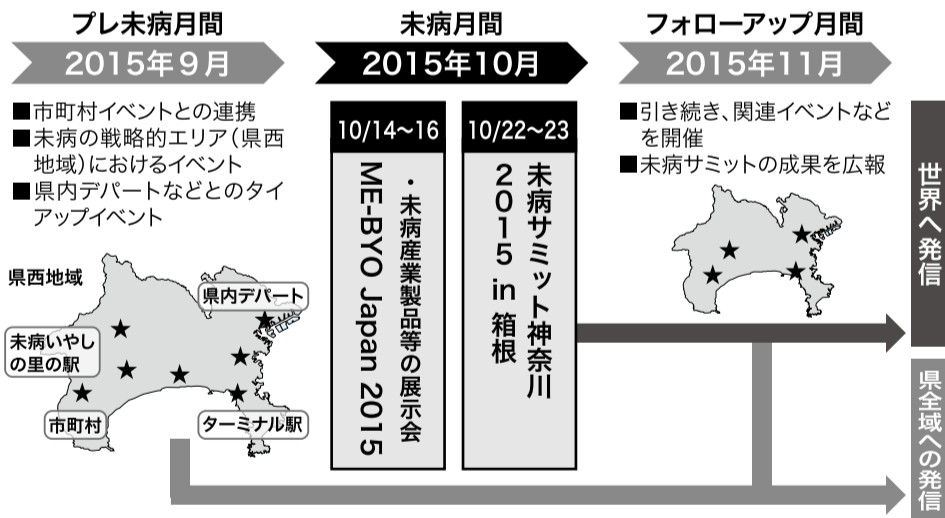 プレ未病月間
2015年9月
■市町村イベントとの連携
■未病の戦略的エリア（県西
地域）におけるイベント
■県内デパートなどとのタイ
アップイベント
県西地域
県内デパート
未病いやし
の里の駅
市町村
ターミナル駅
未病月間
2015年10月
10/14〜16
ME-BYO Japan 2015
・未病産業製品等の展示会
10/22〜23
未病サミット神奈川
2015 in 箱根
フォローアップ月間
2015年11月
■引き続き、関連イベントなど
を開催
■未病サミットの成果を広報
世界へ発信
県全域への発信